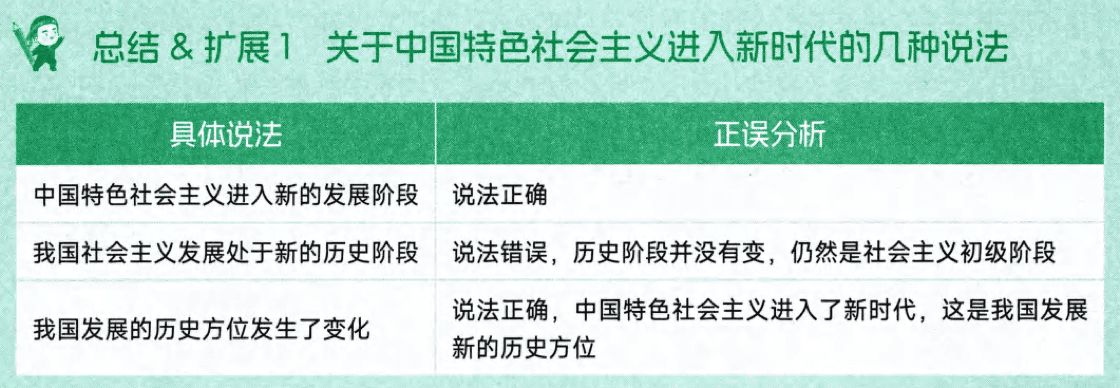 总结 & 扩展1 关于中国特色社会主义进入新时代的几种说法
具体说法
正误分析
中国特色社会主义进入新的发展阶段
说法正确
我国社会主义发展处于新的历史阶段
说法错误，历史阶段并没有变，仍然是社会主义初级阶段
我国发展的历史方位发生了变化
说法正确，中国特色社会主义进入了新时代，这是我国发展
新的历史方位